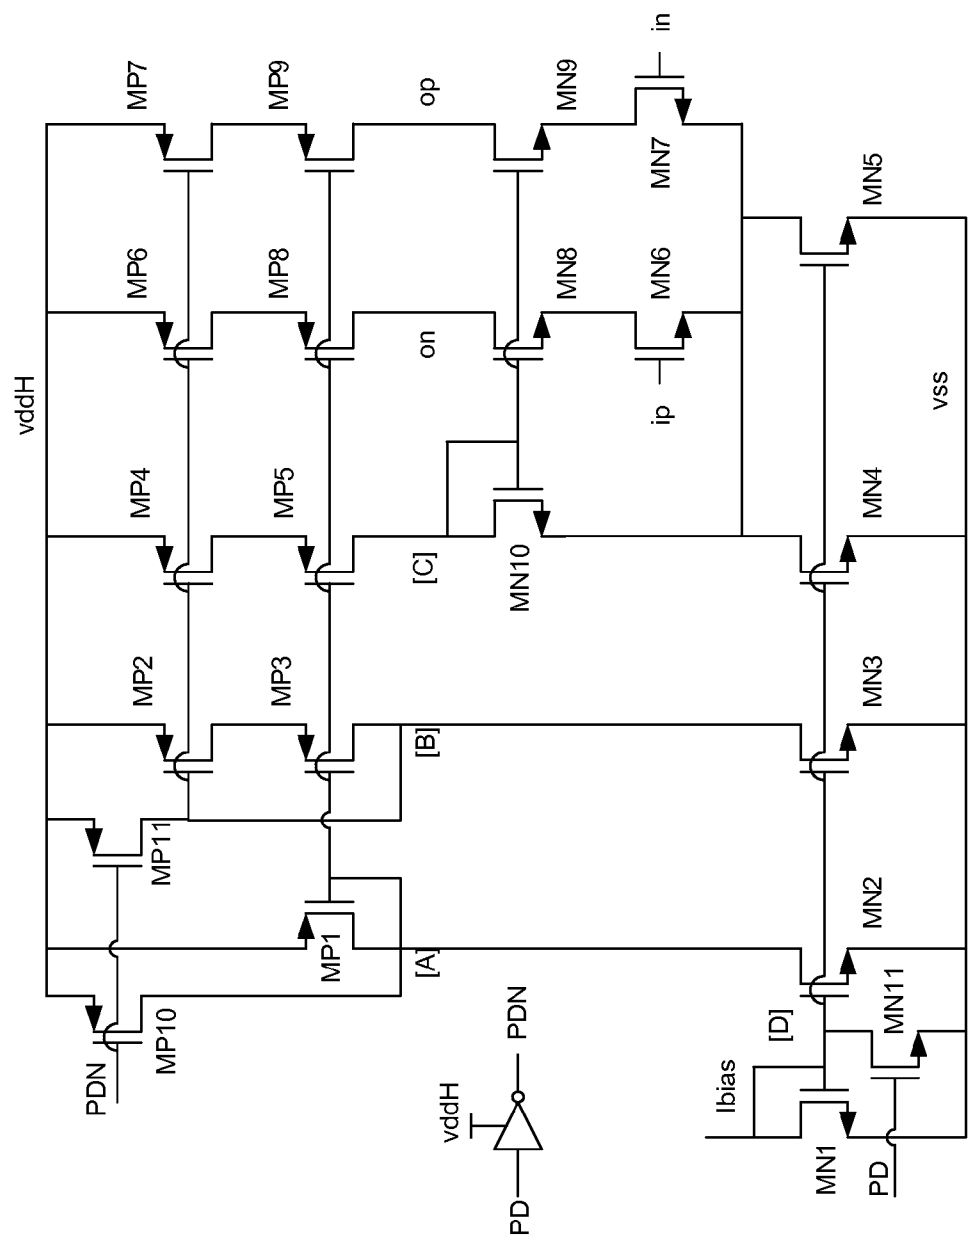 vddH
MP10
MP11
MP2
MP4
MP6
MP7
PDN
MP1
MP3
MP5
MP8
MP9
[A]
[B]
[C]
on
op
vddH
PD
PDN
MN10
MN8
MN9
ip
MN6
MN7
in
Ibias
[D]
MN1
PD
MN11
MN2
MN3
MN4
MN5
vss